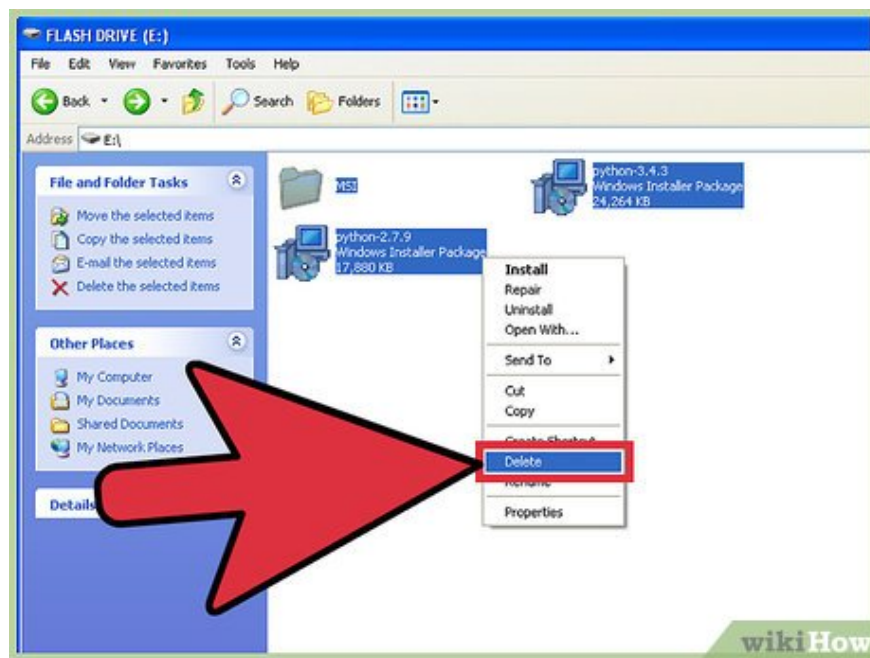 FLASH DRIVE (E:)
File Edit View Favorites Tools Help
Back Search Folders
Address E:\
File and Folder Tasks
Move the selected items
Copy the selected items
E-mail the selected items
Delete the selected items
Other Places
My Computer
My Documents
Shared Documents
My Network Places
Details
MSI
python-3.4.3
Windows Installer Package
24,264 KB
python-2.7.9
Windows Installer Package
17,880 KB
Install
Repair
Uninstall
Open With...
Send To
Cut
Copy
Create Shortcut
Delete
Rename
Properties
wikiHow